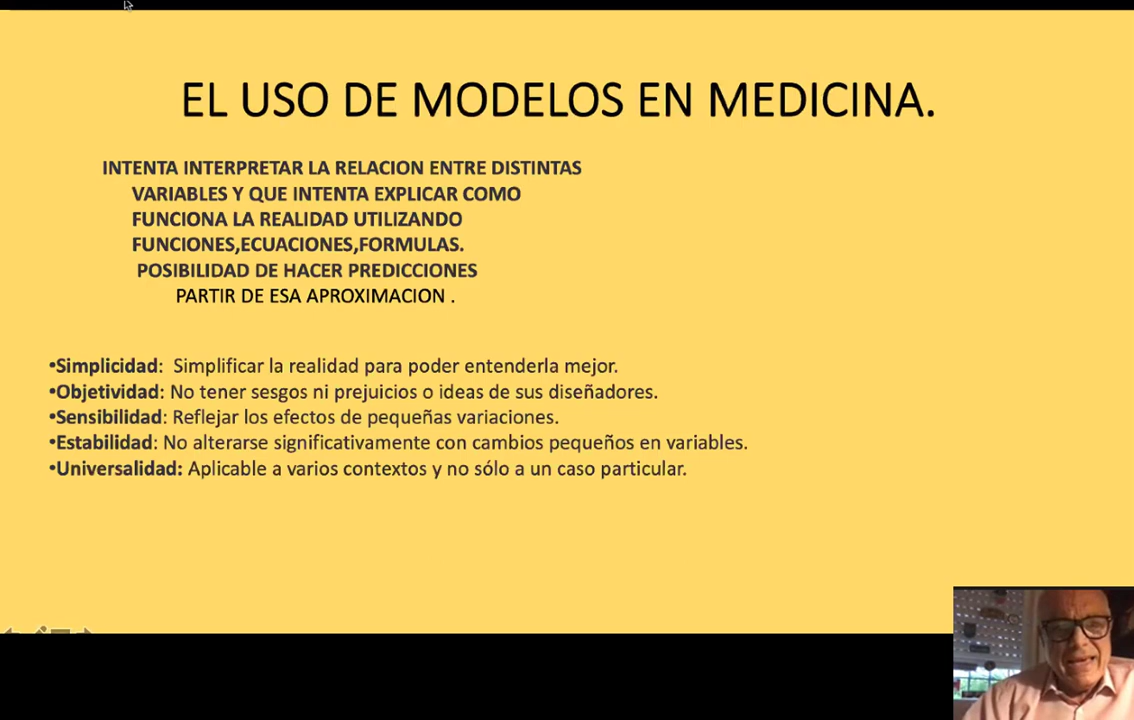 EL USO DE MODELOS EN MEDICINA.
INTENTA INTERPRETAR LA RELACION ENTRE DISTINTAS
VARIABLES Y QUE INTENTA EXPLICAR COMO
FUNCIONA LA REALIDAD UTILIZANDO
FUNCIONES,ECUACIONES,FORMULAS.
POSIBILIDAD DE HACER PREDICCIONES
PARTIR DE ESA APROXIMACION .
•Simplicidad:  Simplificar la realidad para poder entenderla mejor.
•Objetividad: No tener sesgos ni prejuicios o ideas de sus diseñadores.
•Sensibilidad: Reflejar los efectos de pequeñas variaciones.
•Estabilidad: No alterarse significativamente con cambios pequeños en variables.
•Universalidad: Aplicable a varios contextos y no sólo a un caso particular.